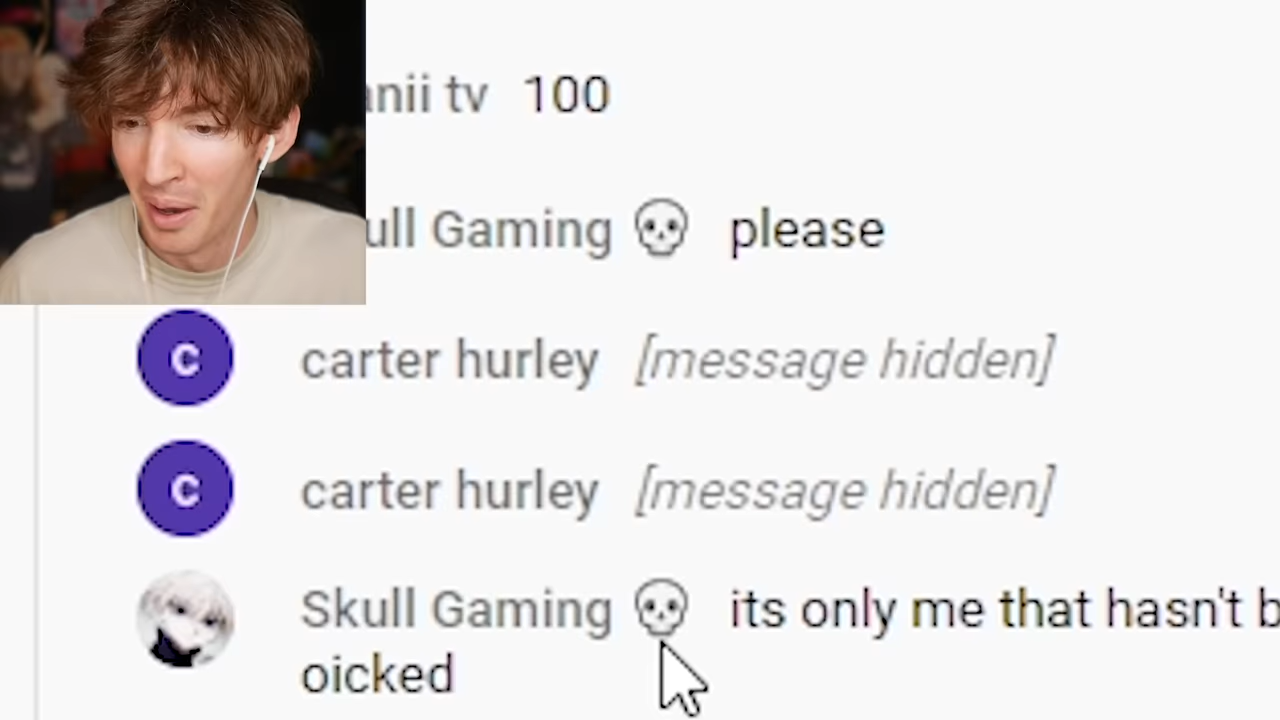 anii tv 100
ull Gaming 💀 please
C
carter hurley [message hidden]
C
carter hurley [message hidden]
Skull Gaming 💀 its only me that hasn't b
oicked